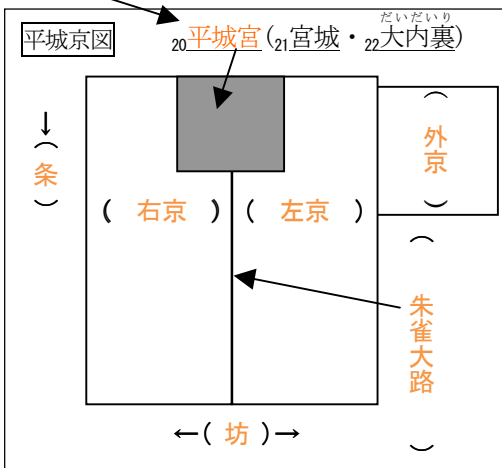 平城京図
だいだいり
20平城宮(21宮城・22大内裏)
↓(条)
(右京)
(左京)
(外京)
(朱雀大路)
←(坊)→